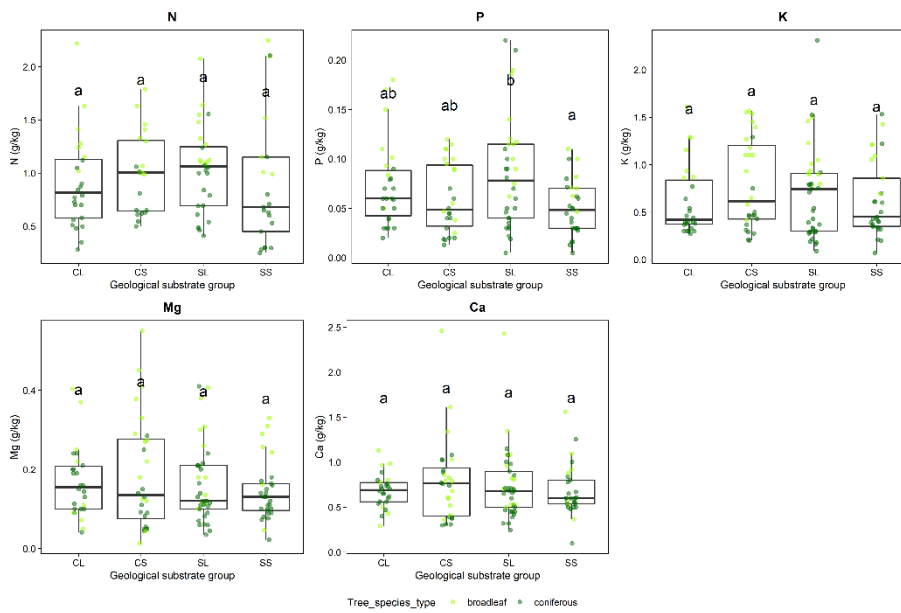 N
P
K
N (g/kg)
2.0
1.5
1.0
0.5
a
a
a
a
CL
CS
SL
SS
Geological substrate group
P (g/kg)
0.20
0.15
0.10
0.05
0.00
ab
ab
b
a
CL
CS
SL
SS
Geological substrate group
K (g/kg)
2.0
1.5
1.0
0.5
0.0
a
a
a
a
CL
CS
SL
SS
Geological substrate group
Mg
Ca
Mg (g/kg)
0.4
0.2
0.0
a
a
a
a
CL
CS
SL
SS
Geological substrate group
Ca (g/kg)
2.5
2.0
1.5
1.0
0.5
0.0
a
a
a
a
CL
CS
SL
SS
Geological substrate group
Tree_species_type broadleaf coniferous